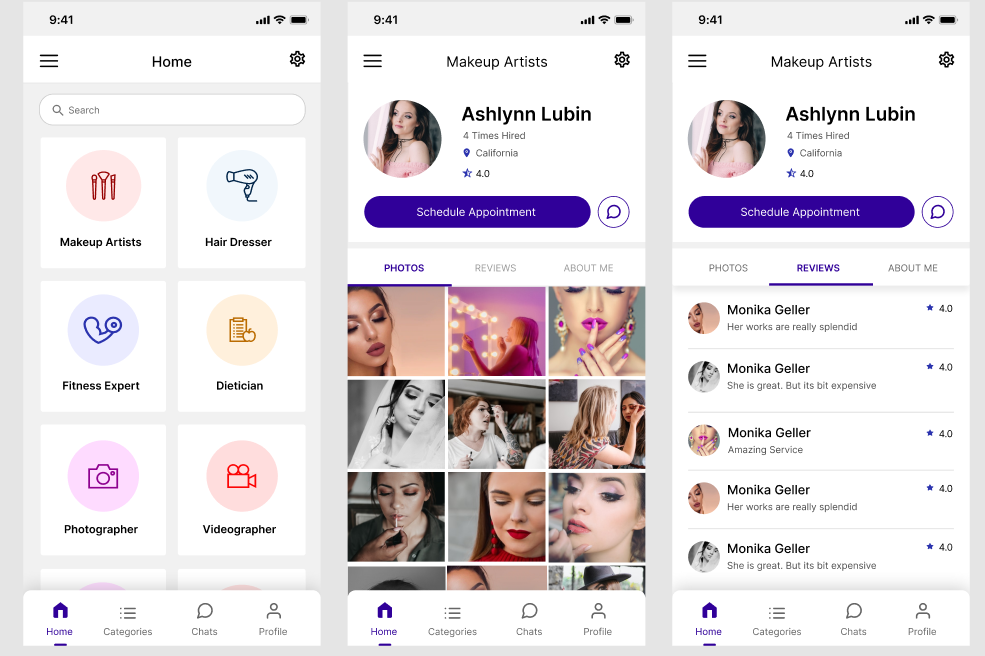 9:41
Home
Search
Makeup Artists
Hair Dresser
Fitness Expert
Dietician
Photographer
Videographer
Home
Categories
Chats
Profile
9:41
Makeup Artists
Ashlynn Lubin
4 Times Hired
California
4.0
Schedule Appointment
PHOTOS
REVIEWS
ABOUT ME
Home
Categories
Chats
Profile
9:41
Makeup Artists
Ashlynn Lubin
4 Times Hired
California
4.0
Schedule Appointment
PHOTOS
REVIEWS
ABOUT ME
Monika Geller
4.0
Her works are really splendid
Monika Geller
4.0
She is great. But its bit expensive
Monika Geller
4.0
Amazing Service
Monika Geller
4.0
Her works are really splendid
Monika Geller
4.0
She is great. But its bit expensive
Home
Categories
Chats
Profile